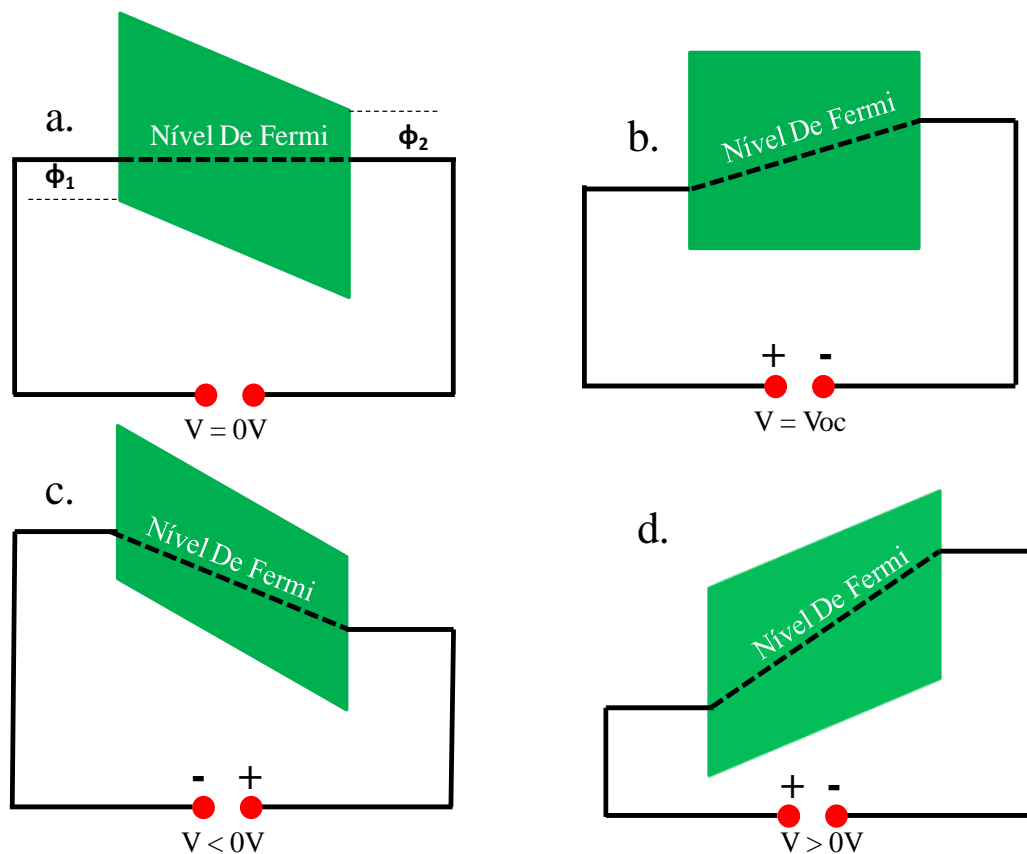 a.
Nível De Fermi
ϕ₁
ϕ₂
V = 0V
b.
Nível De Fermi
+ -
V = Voc
c.
Nível De Fermi
- +
V < 0V
d.
Nível De Fermi
+ -
V > 0V